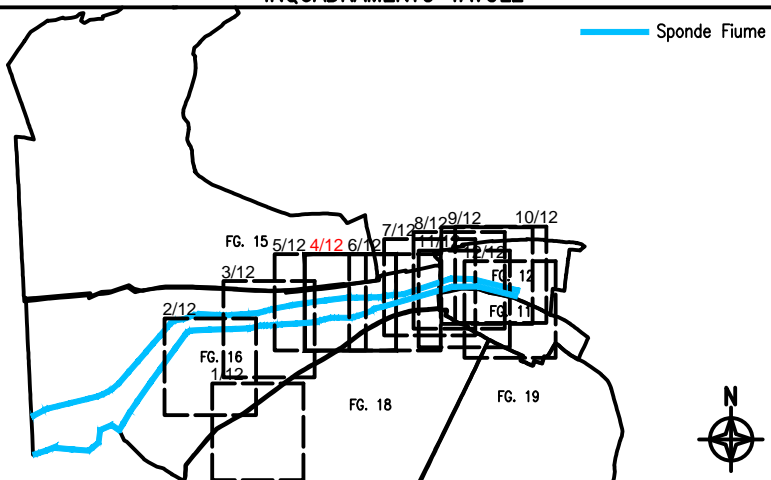 INQUADRAMENTO TAVOLE
Sponde Fiume
8/12
9/12
10/12
7/12
FG. 15
5/12
4/12
6/12
11/12
12/12
3/12
FG. 12
2/12
FG. 11
FG. 16
1/12
FG. 18
FG. 19
N